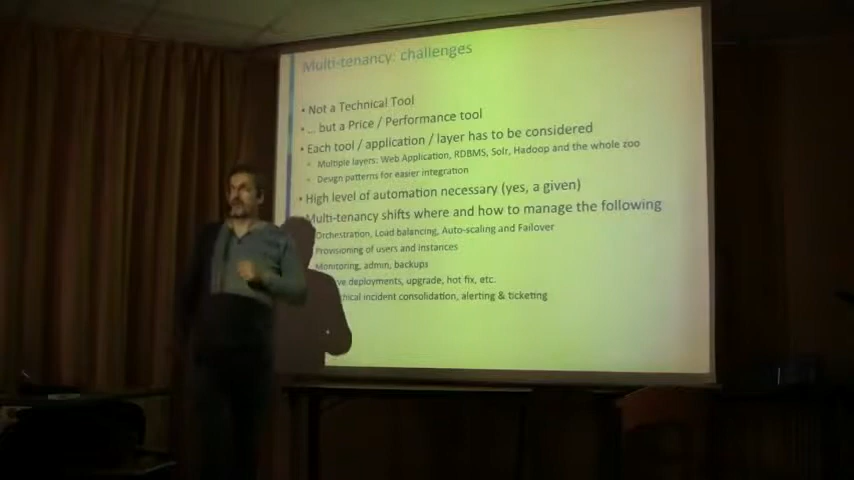 Multi-tenancy: challenges
• Not a Technical Tool
• ... but a Price / Performance tool
• Each tool / application / layer has to be considered
• Multiple layers: Web Application, RDBMS, Solr, Hadoop and the whole zoo
• Design patterns for easier integration
• High level of automation necessary (yes, a given)
Multi-tenancy shifts where and how to manage the following
Orchestration, Load balancing, Auto-scaling and Failover
Provisioning of users and instances
Monitoring, admin, backups
deployments, upgrade, hot fix, etc.
incident consolidation, alerting & ticketing